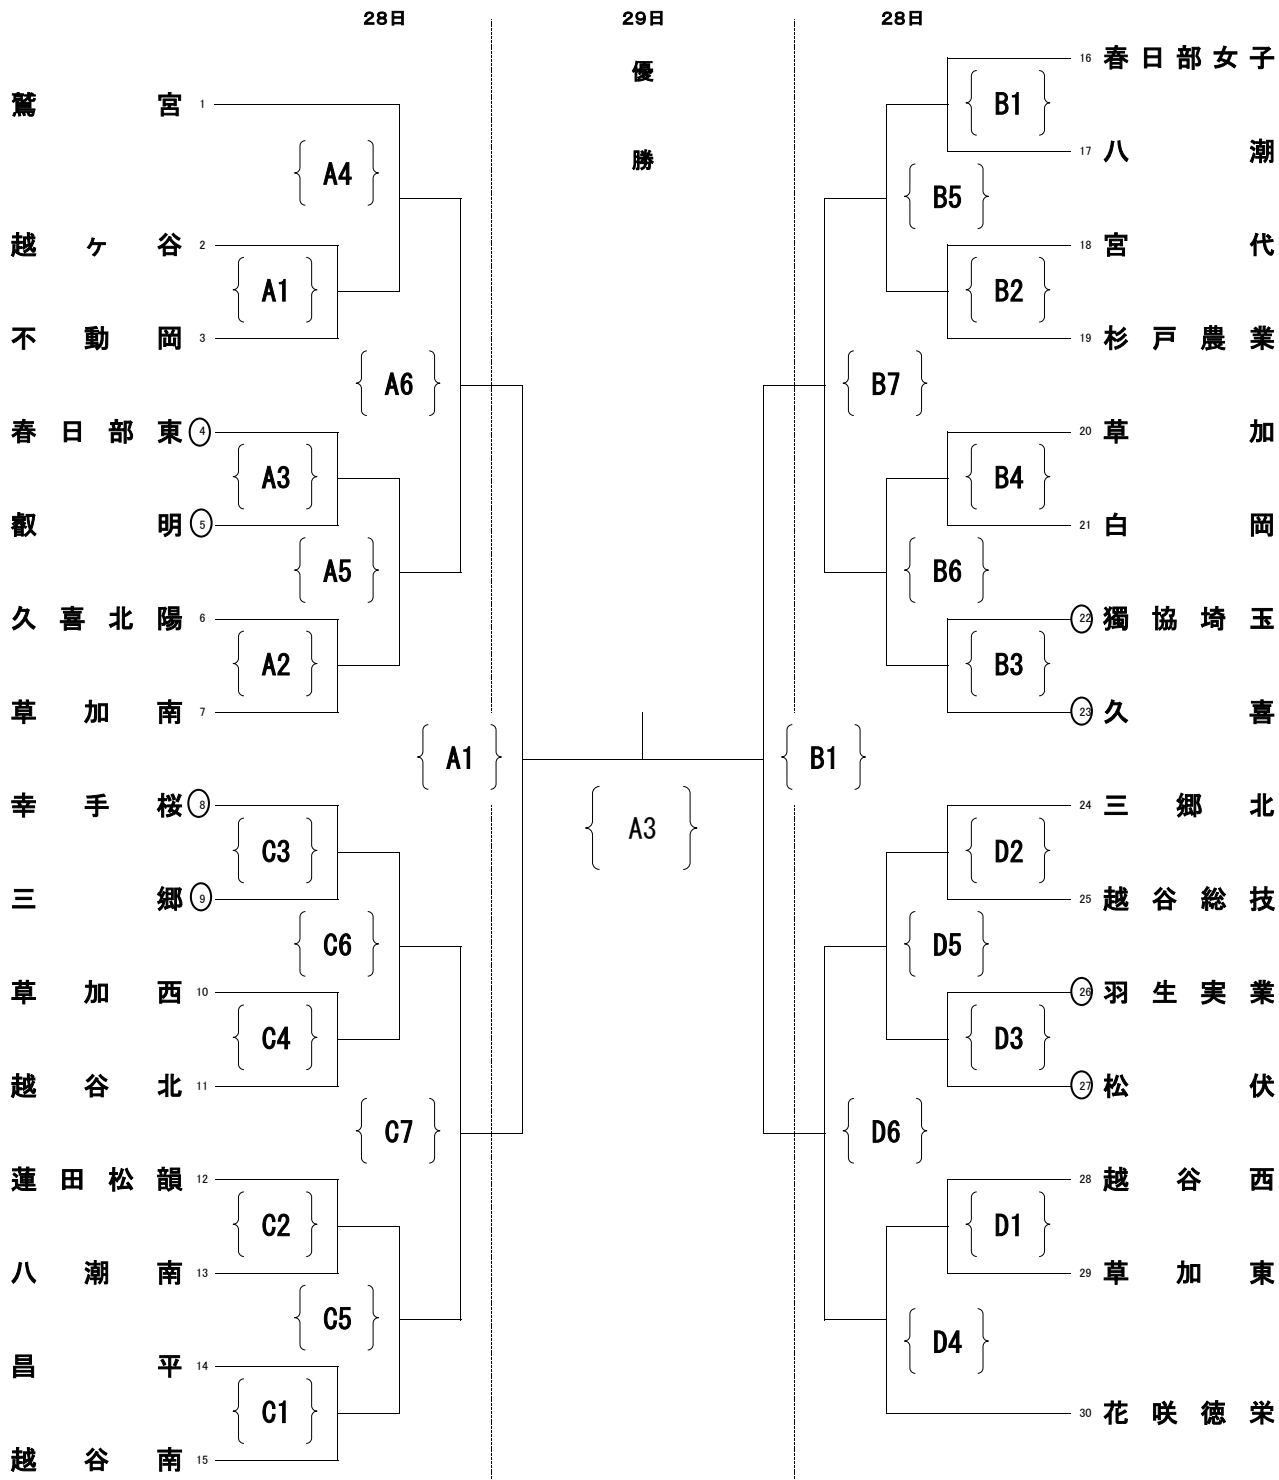 28日 29日 28日
優
勝
鷲宮 1
越ヶ谷 2
不動岡 3
春日部東 4
叡明 5
久喜北陽 6
草加南 7
幸手桜 8
三郷 9
草加西 10
越谷北 11
蓮田松韻 12
八潮南 13
昌平 14
越谷南 15
A4
A1
A6
A3
A5
A2
A1
C3
C6
C4
C7
C2
C5
C1
A3
B1
B5
B2
B7
B4
B6
B3
B1
D2
D5
D3
D6
D1
D4
16 春日部女子
17 八潮
18 宮代
19 杉戸農業
20 草加
21 白岡
22 獨協埼玉
23 久喜
24 三郷北
25 越谷総技
26 羽生実業
27 松伏
28 越谷西
29 草加東
30 花咲徳栄